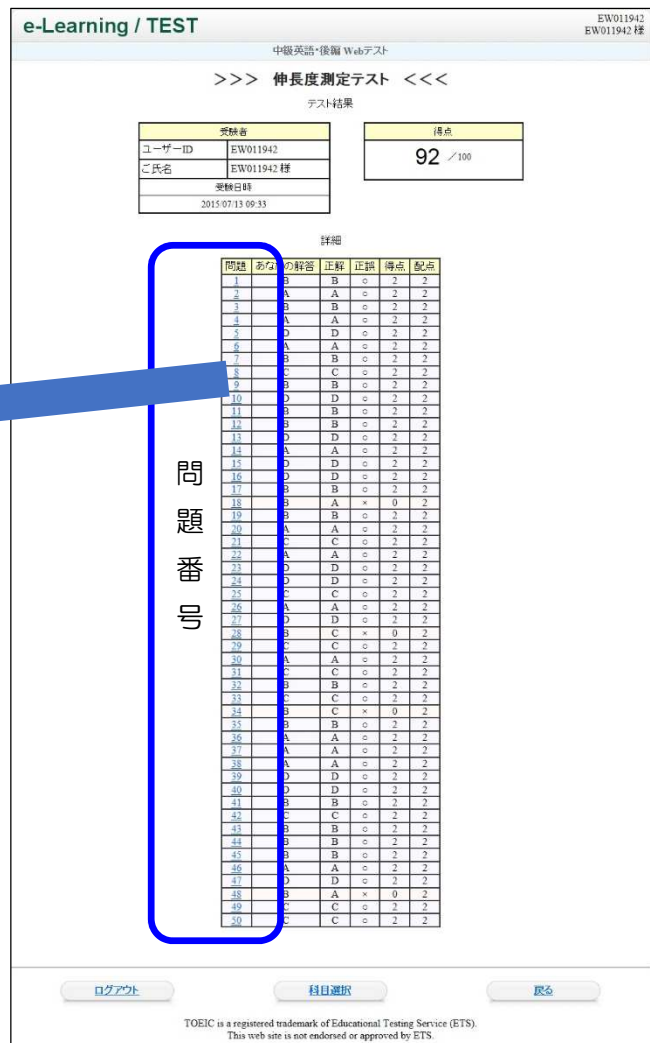 e-Learning / TEST
EW011942
EW011942 様
中級英語・後編 Webテスト
>>> 伸長度測定テスト <<<
テスト結果
受験者
ユーザーID EW011942
ご氏名 EW011942 様
受験日時
2015/07/13 09:33
得点
92 / 100
詳細
問題 あなたの解答 正解 正誤 得点 配点
1 B B ○ 2 2
2 A A ○ 2 2
3 B B ○ 2 2
4 A A ○ 2 2
5 D D ○ 2 2
6 A A ○ 2 2
7 B B ○ 2 2
8 C C ○ 2 2
9 B B ○ 2 2
10 D D ○ 2 2
11 B B ○ 2 2
12 B B ○ 2 2
13 D D ○ 2 2
14 A A ○ 2 2
15 D D ○ 2 2
16 D D ○ 2 2
17 B B ○ 2 2
18 B A × 0 2
19 B B ○ 2 2
20 A A ○ 2 2
21 C C ○ 2 2
22 A A ○ 2 2
23 D D ○ 2 2
24 D D ○ 2 2
25 C C ○ 2 2
26 A A ○ 2 2
27 D D ○ 2 2
28 B C × 0 2
29 C C ○ 2 2
30 A A ○ 2 2
31 C C ○ 2 2
32 B B ○ 2 2
33 C C ○ 2 2
34 B C × 0 2
35 B B ○ 2 2
36 A A ○ 2 2
37 A A ○ 2 2
38 A A ○ 2 2
39 D D ○ 2 2
40 D D ○ 2 2
41 B B ○ 2 2
42 C C ○ 2 2
43 B B ○ 2 2
44 B B ○ 2 2
45 B B ○ 2 2
46 A A ○ 2 2
47 D D ○ 2 2
48 B A × 0 2
49 C C ○ 2 2
50 C C ○ 2 2
問題番号
ログアウト
科目選択
戻る
TOEIC is a registered trademark of Educational Testing Service (ETS).
This web site is not endorsed or approved by ETS.